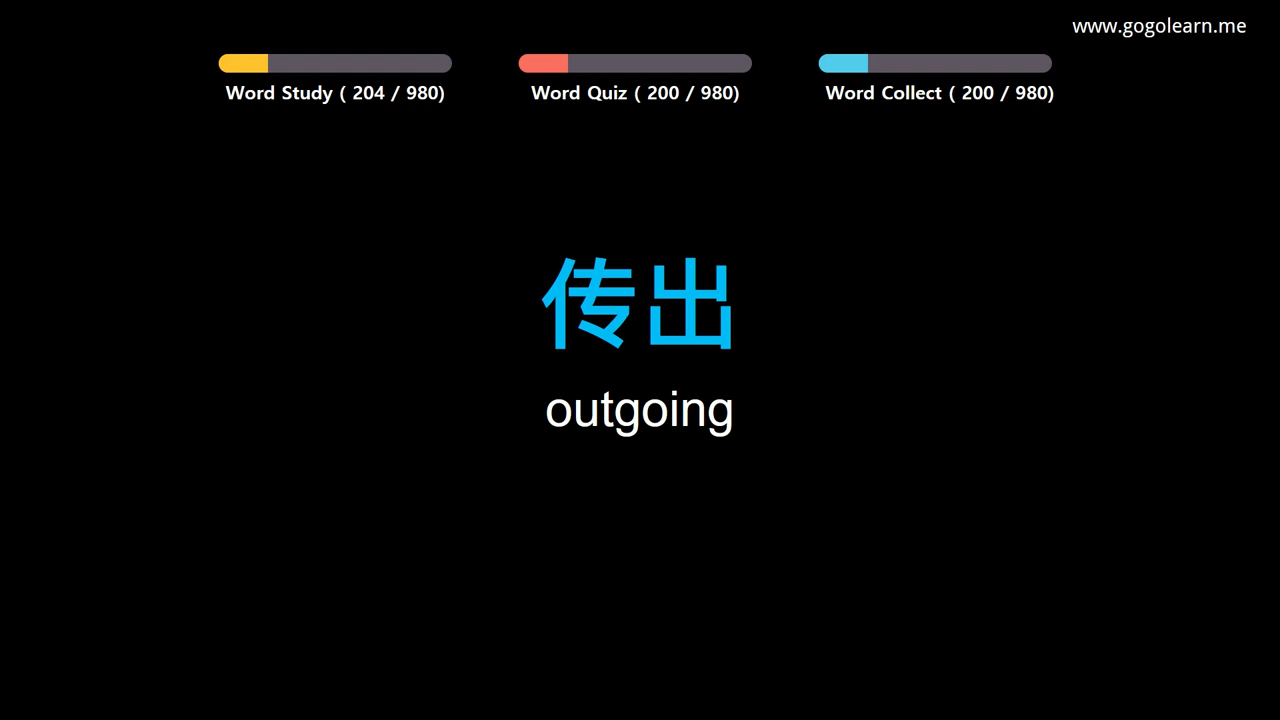 www.gogolearn.me
Word Study ( 204 / 980)
Word Quiz ( 200 / 980)
Word Collect ( 200 / 980)
传出
outgoing